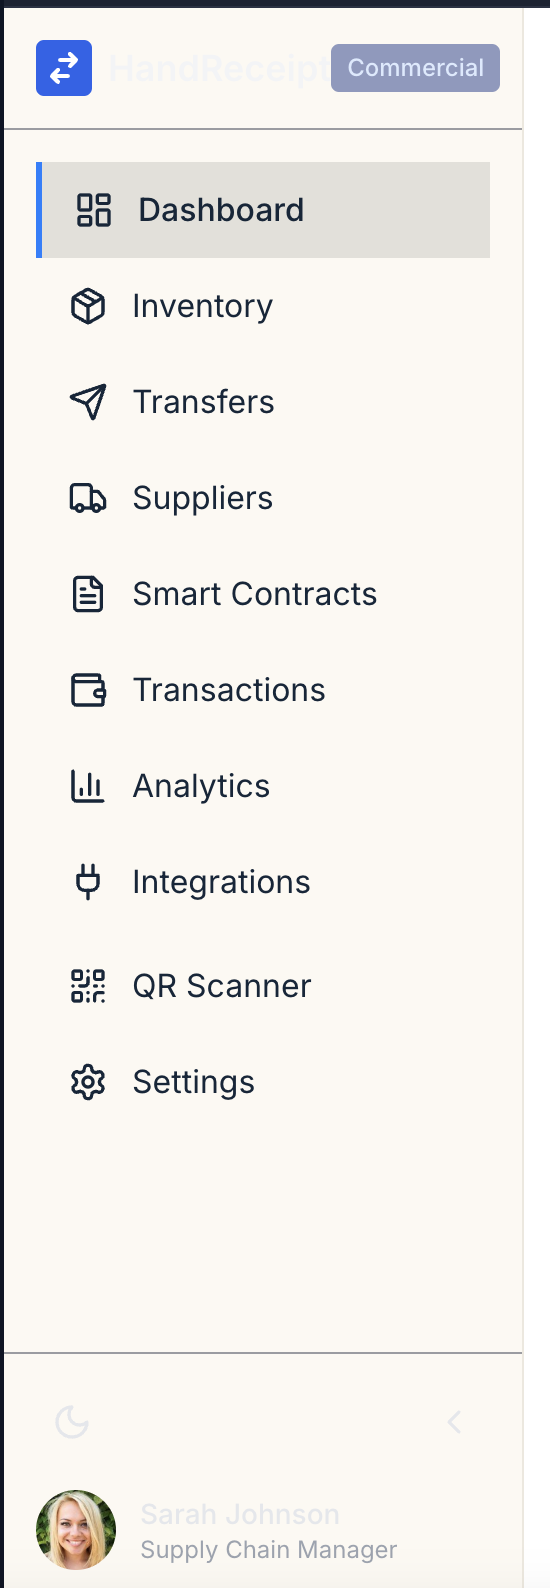 HandReceipt Commercial
Dashboard
Inventory
Transfers
Suppliers
Smart Contracts
Transactions
Analytics
Integrations
QR Scanner
Settings
Sarah Johnson
Supply Chain Manager